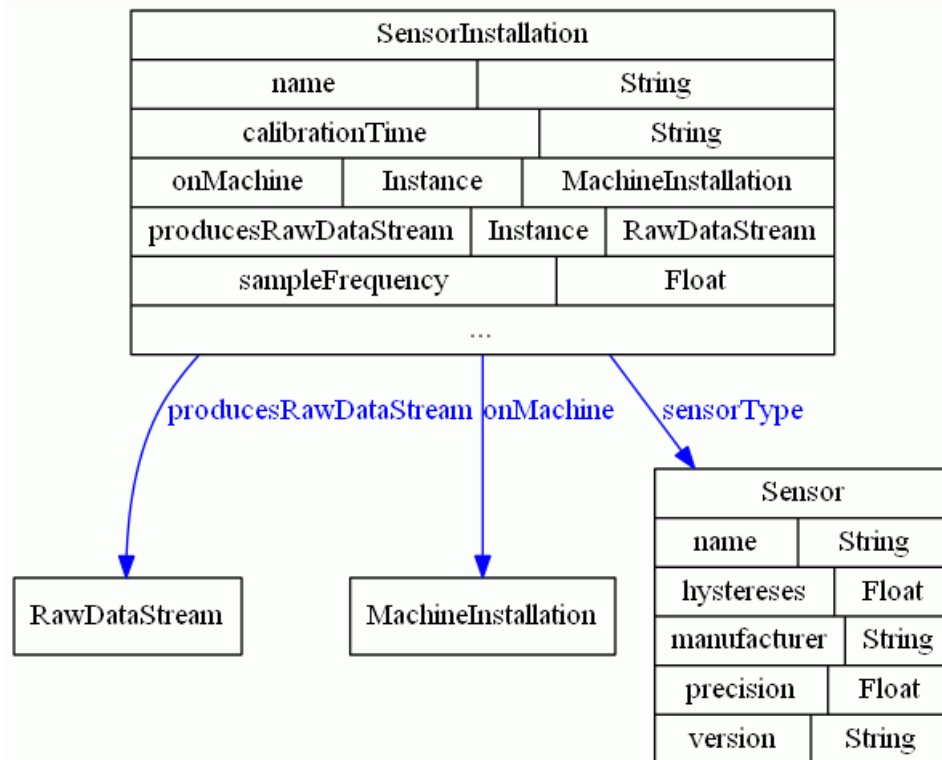 SensorInstallation
name String
calibrationTime String
onMachine Instance MachineInstallation
producesRawDataStream Instance RawDataStream
sampleFrequency Float
...
producesRawDataStream onMachine sensorType
Sensor
name String
hystereses Float
RawDataStream MachineInstallation
manufacturer String
precision Float
version String